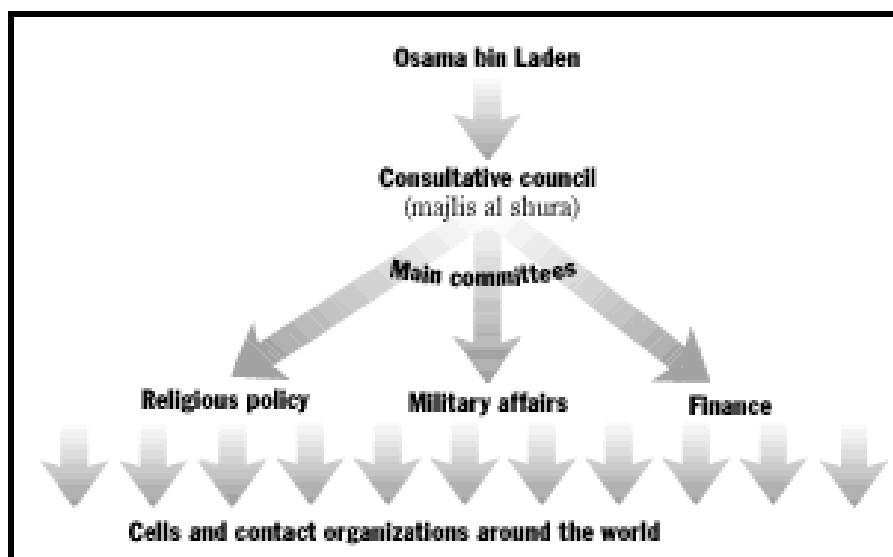 Osama bin Laden
Consultative council
(majlis al shura)
Main committees
Religious policy Military affairs Finance
Cells and contact organizations around the world